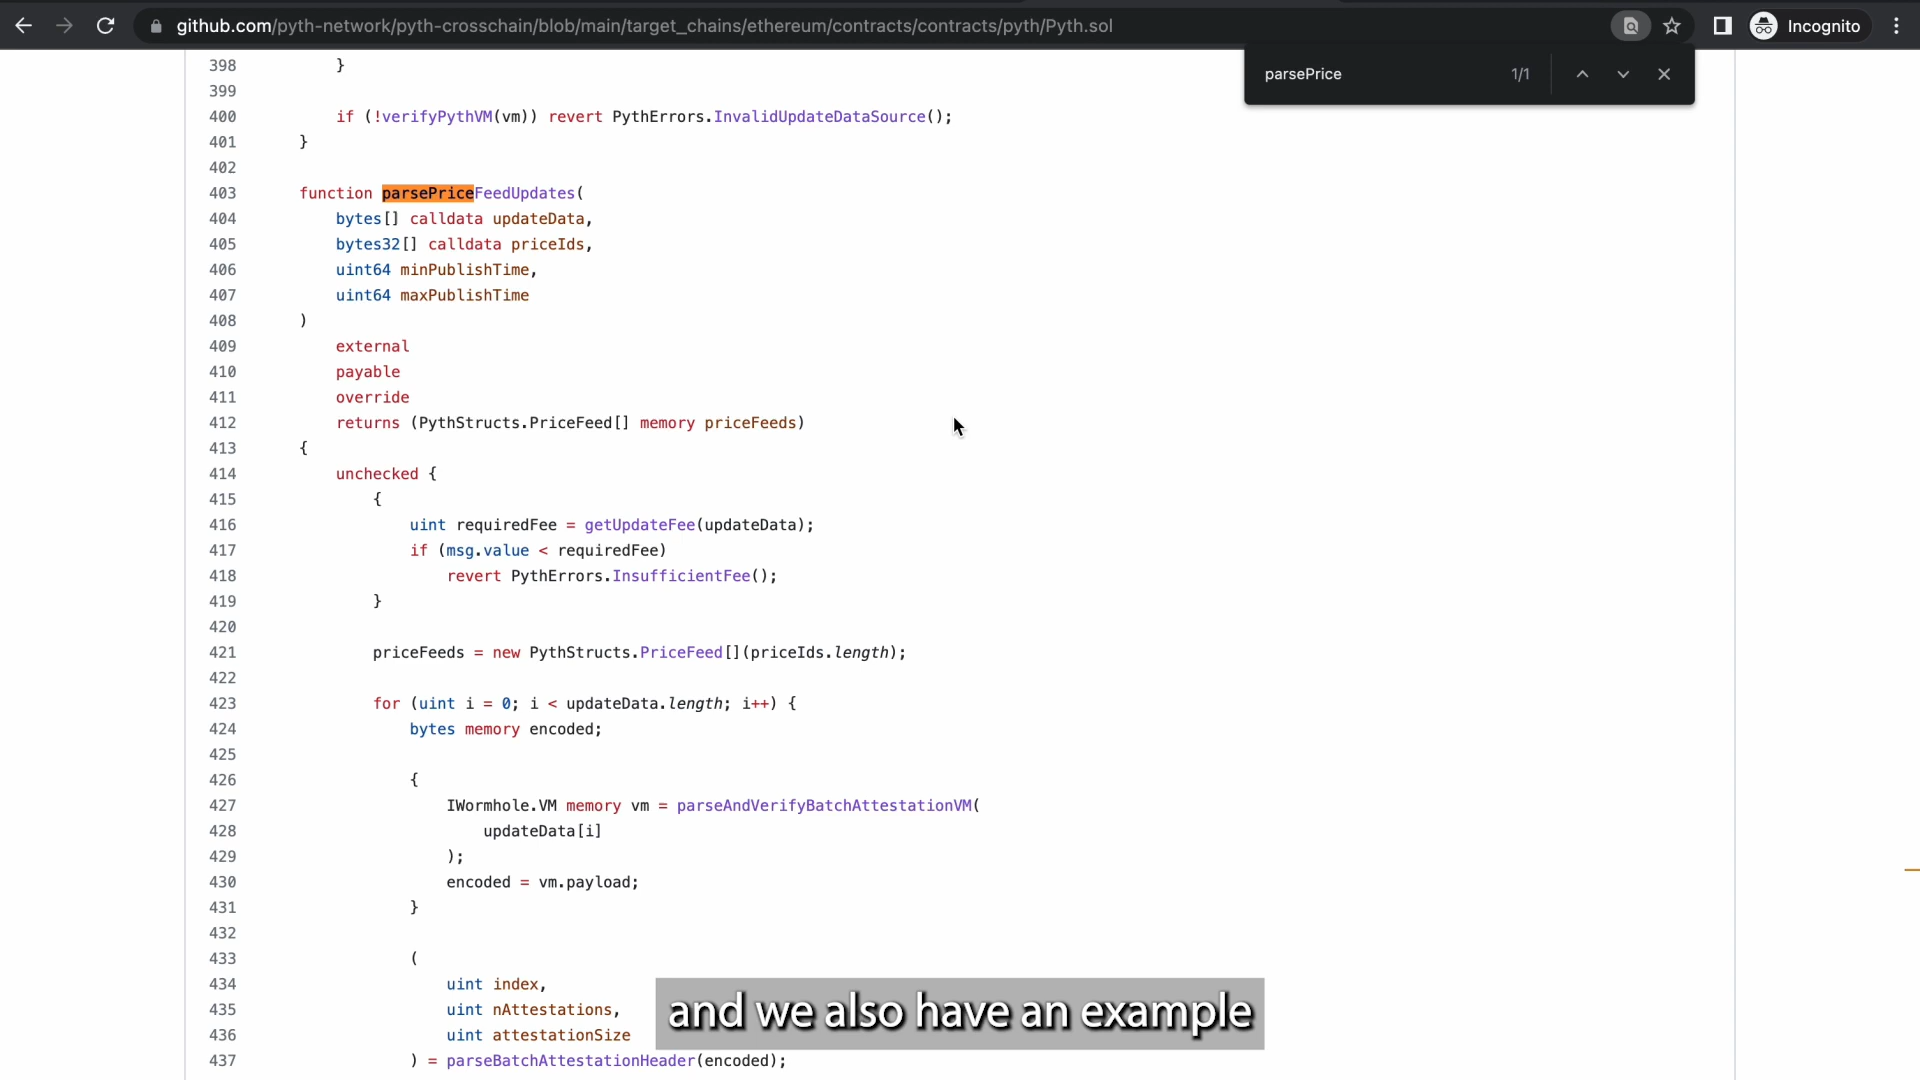 github.com/pyth-network/pyth-crosschain/blob/main/target_chains/ethereum/contracts/contracts/pyth/Pyth.sol
Incognito
parsePrice 1/1
398 }
399
400 if (!verifyPythVM(vm)) revert PythErrors.InvalidUpdateDataSource();
401 }
402
403 function parsePriceFeedUpdates(
404 bytes[] calldata updateData,
405 bytes32[] calldata priceIds,
406 uint64 minPublishTime,
407 uint64 maxPublishTime
408 )
409 external
410 payable
411 override
412 returns (PythStructs.PriceFeed[] memory priceFeeds)
413 {
414 unchecked {
415 {
416 uint requiredFee = getUpdateFee(updateData);
417 if (msg.value < requiredFee)
418 revert PythErrors.InsufficientFee();
419 }
420
421 priceFeeds = new PythStructs.PriceFeed[](priceIds.length);
422
423 for (uint i = 0; i < updateData.length; i++) {
424 bytes memory encoded;
425
426 {
427 IWormhole.VM memory vm = parseAndVerifyBatchAttestationVM(
428 updateData[i]
429 );
430 encoded = vm.payload;
431 }
432
433 (
434 uint index,
435 uint nAttestations,
436 uint attestationSize
437 ) = parseBatchAttestationHeader(encoded);
and we also have an example